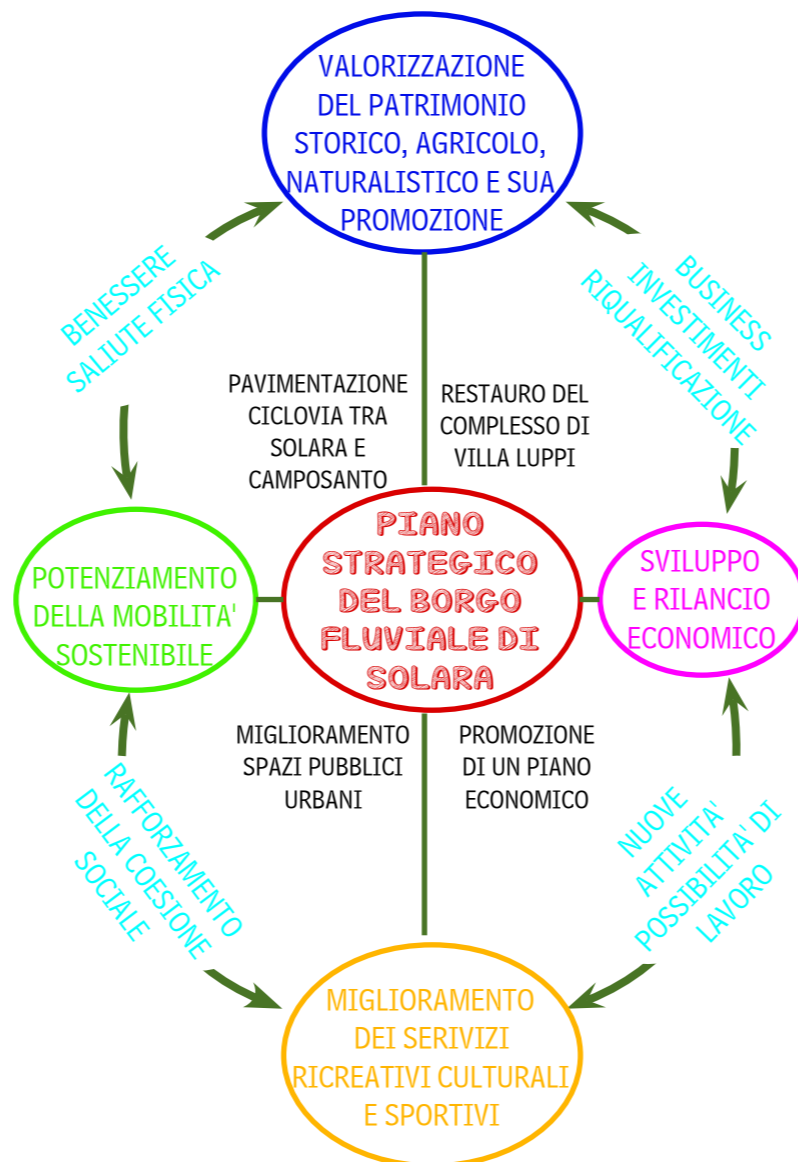 VALORIZZAZIONE
DEL PATRIMONIO
STORICO, AGRICOLO,
NATURALISTICO E SUA
PROMOZIONE
BENESSERE
SALIUTE FISICA
BUSINESS
INVESTIMENTI
RIQUALIFICAZIONE
PAVIMENTAZIONE
CICLOVIA TRA
SOLARA E
CAMPOSANTO
RESTAURO DEL
COMPLESSO DI
VILLA LUPPI
POTENZIAMENTO
DELLA MOBILITA'
SOSTENIBILE
PIANO
STRATEGICO
DEL BORGO
FLUVIALE DI
SOLARA
SVILUPPO
E RILANCIO
ECONOMICO
MIGLIORAMENTO
SPAZI PUBBLICI
URBANI
PROMOZIONE
DI UN PIANO
ECONOMICO
RAFFORZAMENTO
DELLA COESIONE
SOCIALE
NUOVE
ATTIVITA'
POSSIBILITA' DI
LAVORO
MIGLIORAMENTO
DEI SERIVIZI
RICREATIVI CULTURALI
E SPORTIVI